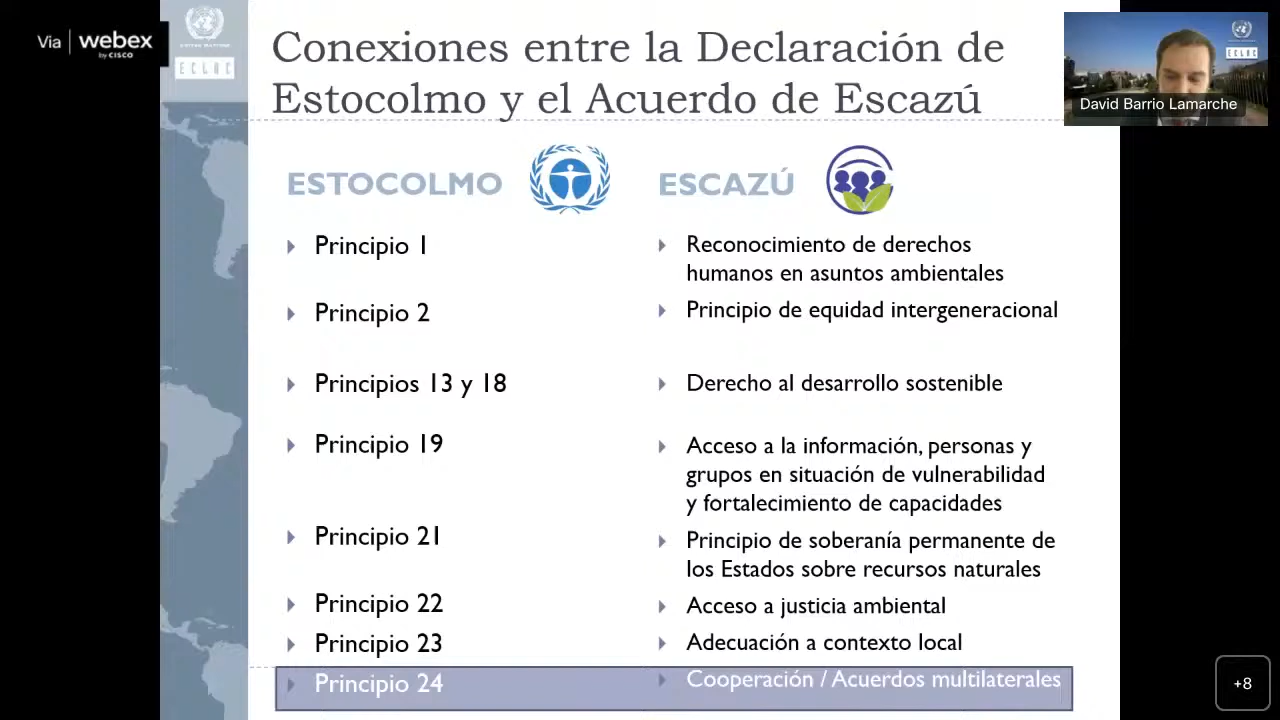 Via webex
by CISCO
UNITED NATIONS
ECLAC
Conexiones entre la Declaración de
Estocolmo y el Acuerdo de Escazú
David Barrio Lamarche
ECLAC
ESTOCOLMO
ESCAZÚ
Principio 1
Reconocimiento de derechos
humanos en asuntos ambientales
Principio 2
Principio de equidad intergeneracional
Principios 13 y 18
Derecho al desarrollo sostenible
Principio 19
Acceso a la información, personas y
grupos en situación de vulnerabilidad
y fortalecimiento de capacidades
Principio 21
Principio de soberanía permanente de
los Estados sobre recursos naturales
Principio 22
Acceso a justicia ambiental
Principio 23
Adecuación a contexto local
Principio 24
Cooperación / Acuerdos multilaterales
+8